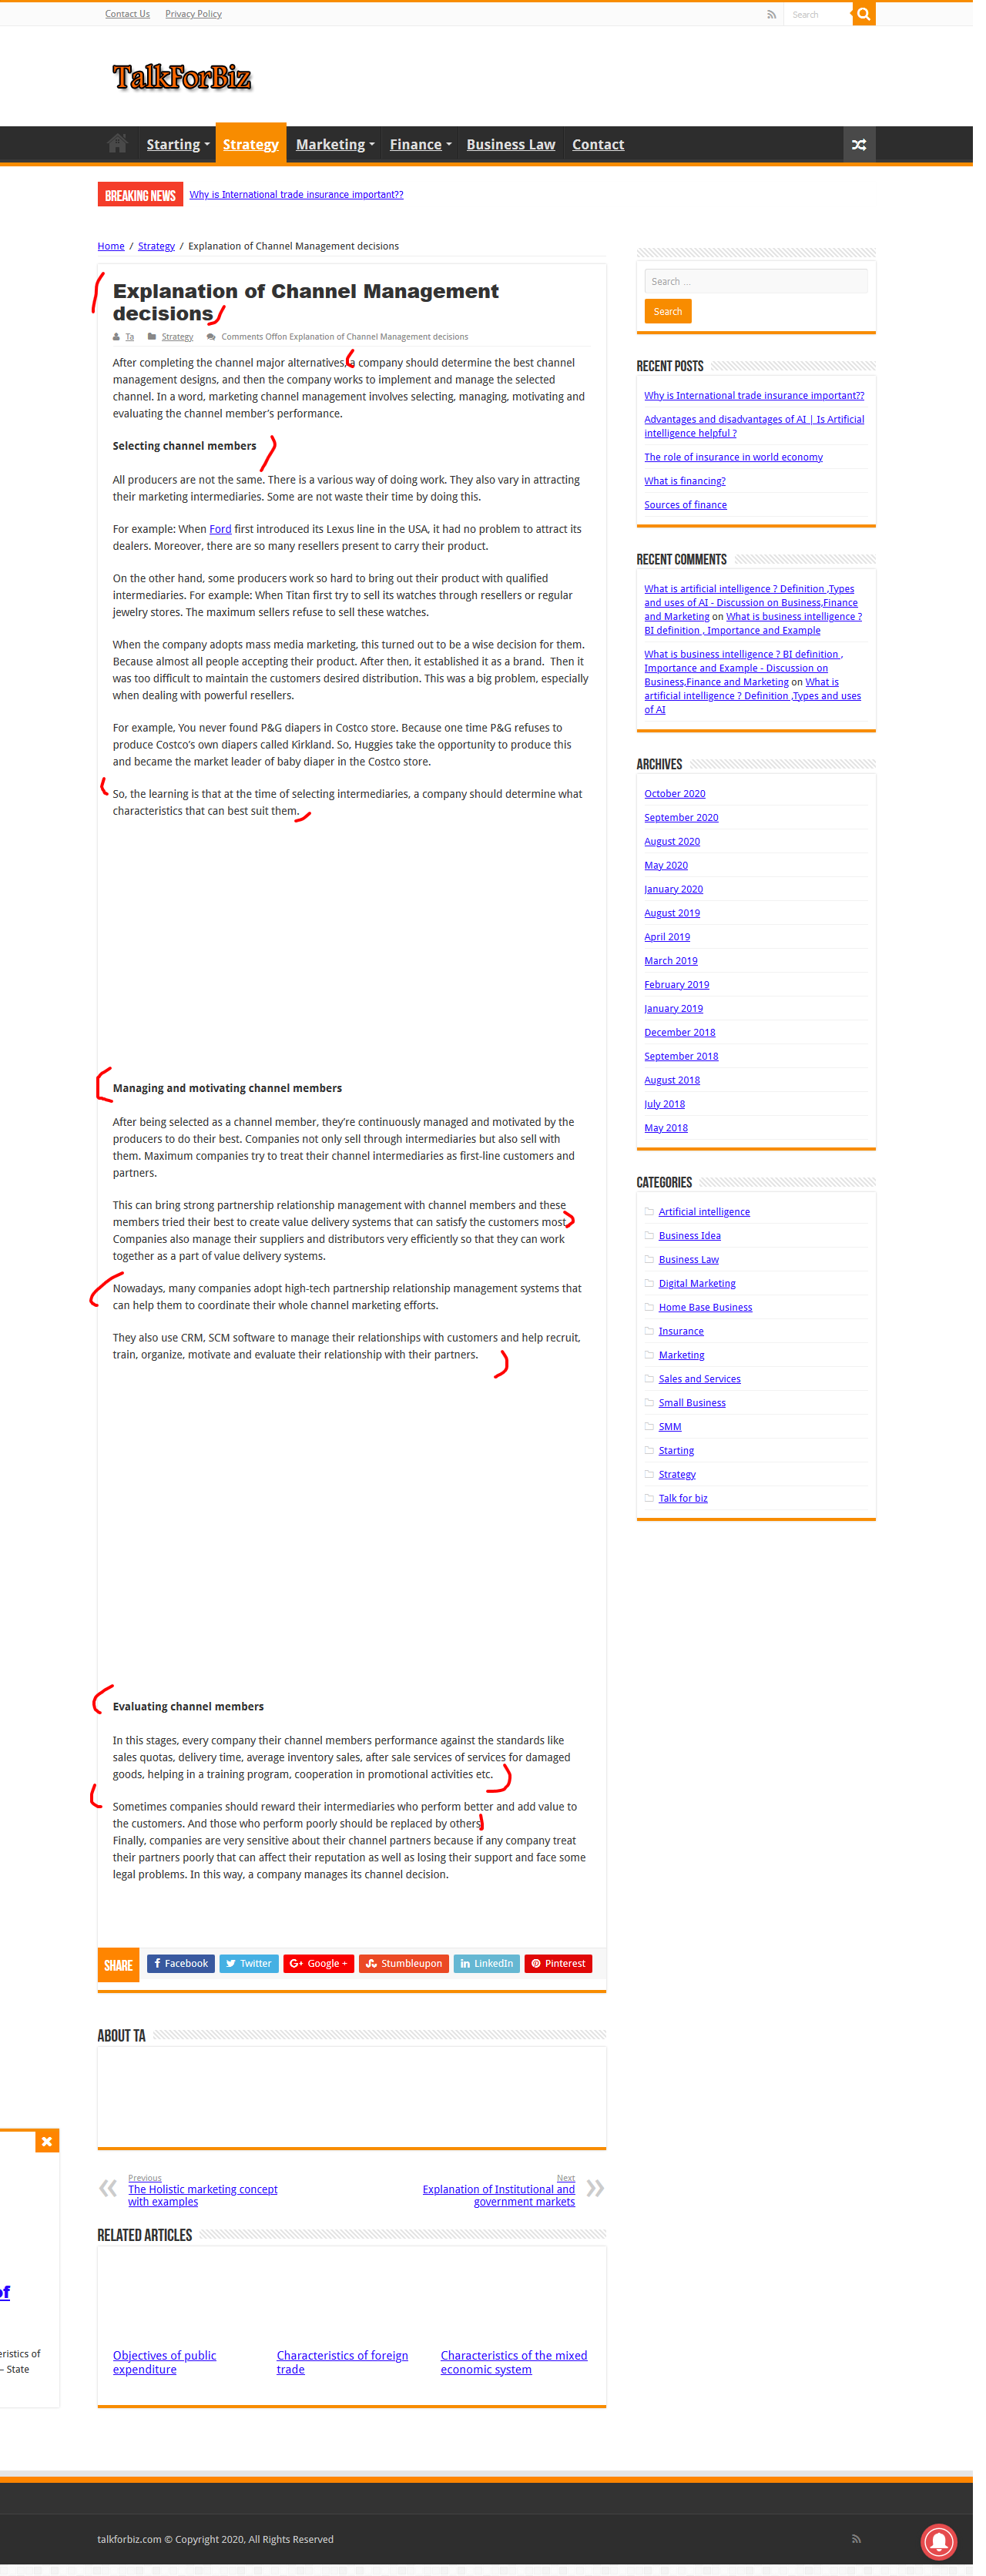 Contact Us Privacy Policy Search
TalkForBiz
Starting Strategy Marketing Finance Business Law Contact
BREAKING NEWS Why is International trade insurance important??
Home / Strategy / Explanation of Channel Management decisions
Explanation of Channel Management
decisions
Ta Strategy Comments Offon Explanation of Channel Management decisions
After completing the channel major alternatives, a company should determine the best channel
management designs, and then the company works to implement and manage the selected
channel. In a word, marketing channel management involves selecting, managing, motivating and
evaluating the channel member's performance.
Selecting channel members
All producers are not the same. There is a various way of doing work. They also vary in attracting
their marketing intermediaries. Some are not waste their time by doing this.
For example: When Ford first introduced its Lexus line in the USA, it had no problem to attract its
dealers. Moreover, there are so many resellers present to carry their product.
On the other hand, some producers work so hard to bring out their product with qualified
intermediaries. For example: When Titan first try to sell its watches through resellers or regular
jewelry stores. The maximum sellers refuse to sell these watches.
When the company adopts mass media marketing, this turned out to be a wise decision for them.
Because almost all people accepting their product. After then, it established it as a brand. Then it
was too difficult to maintain the customers desired distribution. This was a big problem, especially
when dealing with powerful resellers.
For example, You never found P&G diapers in Costco store. Because one time P&G refuses to
produce Costco's own diapers called Kirkland. So, Huggies take the opportunity to produce this
and became the market leader of baby diaper in the Costco store.
So, the learning is that at the time of selecting intermediaries, a company should determine what
characteristics that can best suit them.
Managing and motivating channel members
After being selected as a channel member, they're continuously managed and motivated by the
producers to do their best. Companies not only sell through intermediaries but also sell with
them. Maximum companies try to treat their channel intermediaries as first-line customers and
partners.
This can bring strong partnership relationship management with channel members and these
members tried their best to create value delivery systems that can satisfy the customers most.
Companies also manage their suppliers and distributors very efficiently so that they can work
together as a part of value delivery systems.
Nowadays, many companies adopt high-tech partnership relationship management systems that
can help them to coordinate their whole channel marketing efforts.
They also use CRM, SCM software to manage their relationships with customers and help recruit,
train, organize, motivate and evaluate their relationship with their partners.
Evaluating channel members
In this stages, every company their channel members performance against the standards like
sales quotas, delivery time, average inventory sales, after sale services of services for damaged
goods, helping in a training program, cooperation in promotional activities etc.
Sometimes companies should reward their intermediaries who perform better and add value to
the customers. And those who perform poorly should be replaced by others.
Finally, companies are very sensitive about their channel partners because if any company treat
their partners poorly that can affect their reputation as well as losing their support and face some
legal problems. In this way, a company manages its channel decision.
SHARE Facebook Twitter Google + Stumbleupon LinkedIn Pinterest
ABOUT TA
Previous
The Holistic marketing concept
with examples
Next
Explanation of Institutional and
government markets
RELATED ARTICLES
Objectives of public
expenditure
Characteristics of foreign
trade
Characteristics of the mixed
economic system
Search ...
Search
RECENT POSTS
Why is International trade insurance important??
Advantages and disadvantages of AI | Is Artificial
intelligence helpful ?
The role of insurance in world economy
What is financing?
Sources of finance
RECENT COMMENTS
What is artificial intelligence ? Definition ,Types
and uses of AI - Discussion on Business,Finance
and Marketing on What is business intelligence ?
BI definition , Importance and Example
What is business intelligence ? BI definition ,
Importance and Example - Discussion on
Business,Finance and Marketing on What is
artificial intelligence ? Definition ,Types and uses
of AI
ARCHIVES
October 2020
September 2020
August 2020
May 2020
January 2020
August 2019
April 2019
March 2019
February 2019
January 2019
December 2018
September 2018
August 2018
July 2018
May 2018
CATEGORIES
Artificial intelligence
Business Idea
Business Law
Digital Marketing
Home Base Business
Insurance
Marketing
Sales and Services
Small Business
SMM
Starting
Strategy
Talk for biz
of
eristics of
– State
talkforbiz.com © Copyright 2020, All Rights Reserved